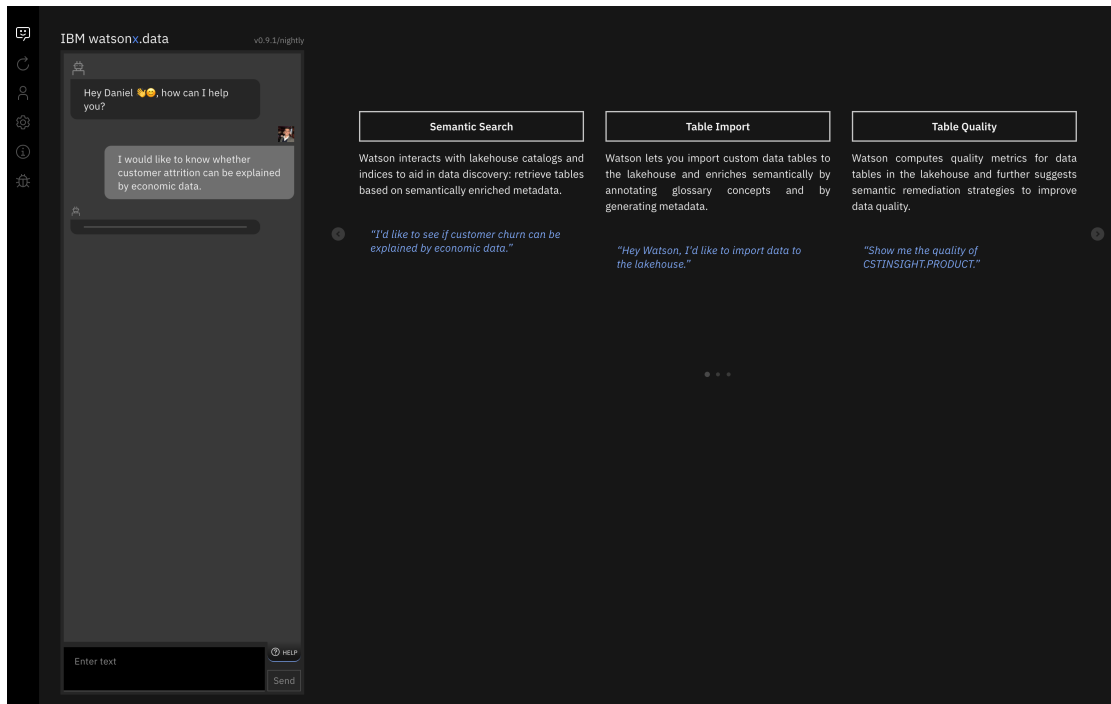 IBM watsonx.data
v0.9.1/nightly
Hey Daniel 👋😊, how can I help
you?
I would like to know whether
customer attrition can be explained
by economic data.
Enter text
HELP
Send
Semantic Search
Watson interacts with lakehouse catalogs and
indices to aid in data discovery: retrieve tables
based on semantically enriched metadata.
“I'd like to see if customer churn can be
explained by economic data.”
Table Import
Watson lets you import custom data tables to
the lakehouse and enriches semantically by
annotating glossary concepts and by
generating metadata.
“Hey Watson, I'd like to import data to
the lakehouse.”
Table Quality
Watson computes quality metrics for data
tables in the lakehouse and further suggests
semantic remediation strategies to improve
data quality.
“Show me the quality of
CSTINSIGHT.PRODUCT.”